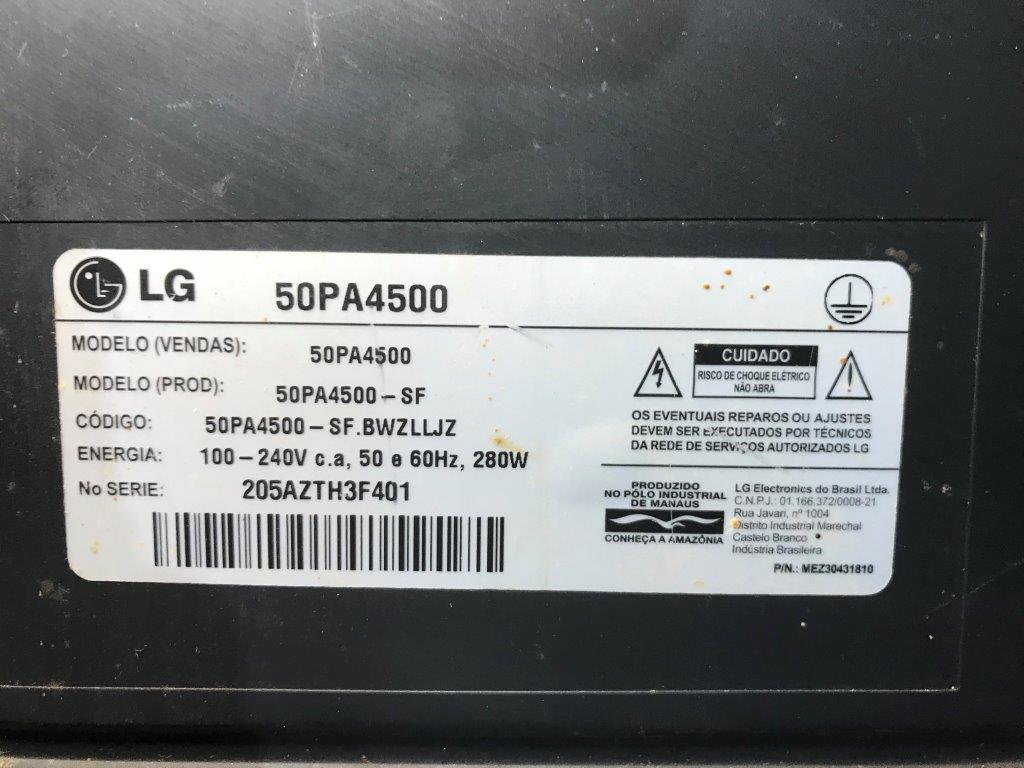 LG 50PA4500
MODELO (VENDAS): 50PA4500
MODELO (PROD): 50PA4500-SF
CÓDIGO: 50PA4500-SF.BWZLLJZ
ENERGIA: 100-240V c.a, 50 e 60Hz, 280W
No SERIE: 205AZTH3F401
CUIDADO
RISCO DE CHOQUE ELÉTRICO
NÃO ABRA
OS EVENTUAIS REPAROS OU AJUSTES
DEVEM SER EXECUTADOS POR TÉCNICOS
DA REDE DE SERVIÇOS AUTORIZADOS LG
PRODUZIDO
NO PÓLO INDUSTRIAL
DE MANAUS
CONHEÇA A AMAZÔNIA
LG Electronics do Brasil Ltda.
C.N.P.J.: 01.166.372/0008-21
Rua Javari, nº 1004
Distrito Industrial Marechal
Castelo Branco
Indústria Brasileira
P/N.: MEZ30431810